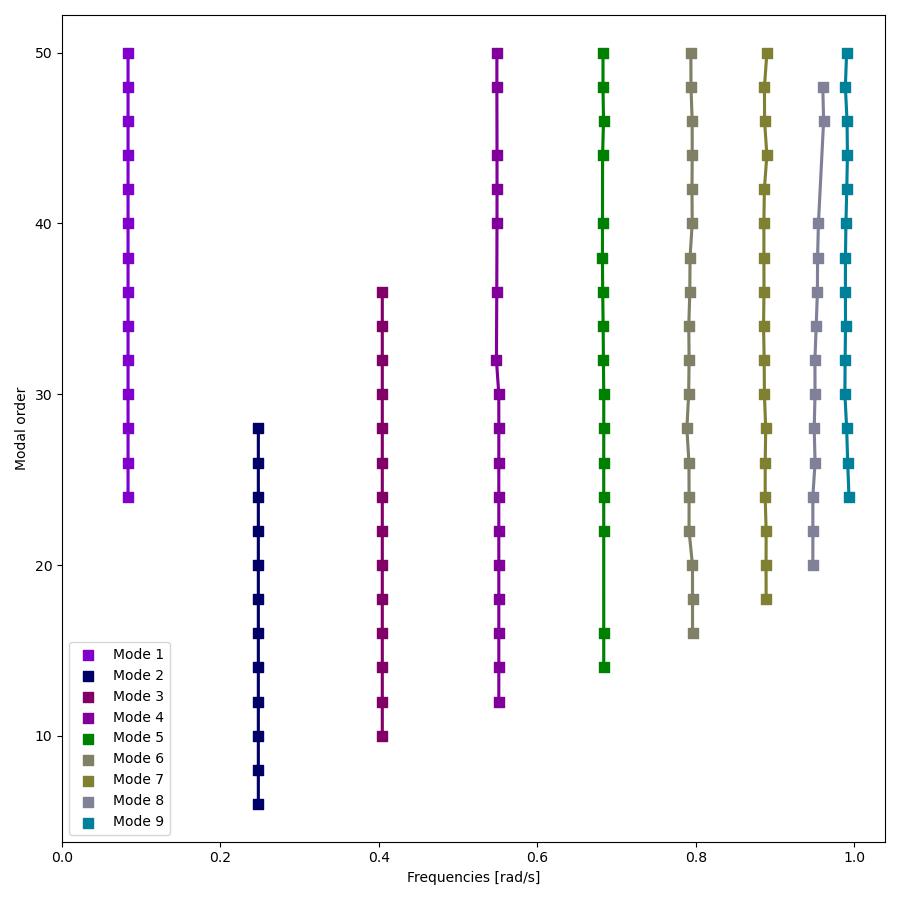 50
40
30
20
10
Modal order
Mode 1
Mode 2
Mode 3
Mode 4
Mode 5
Mode 6
Mode 7
Mode 8
Mode 9
0.0 0.2 0.4 0.6 0.8 1.0
Frequencies [rad/s]